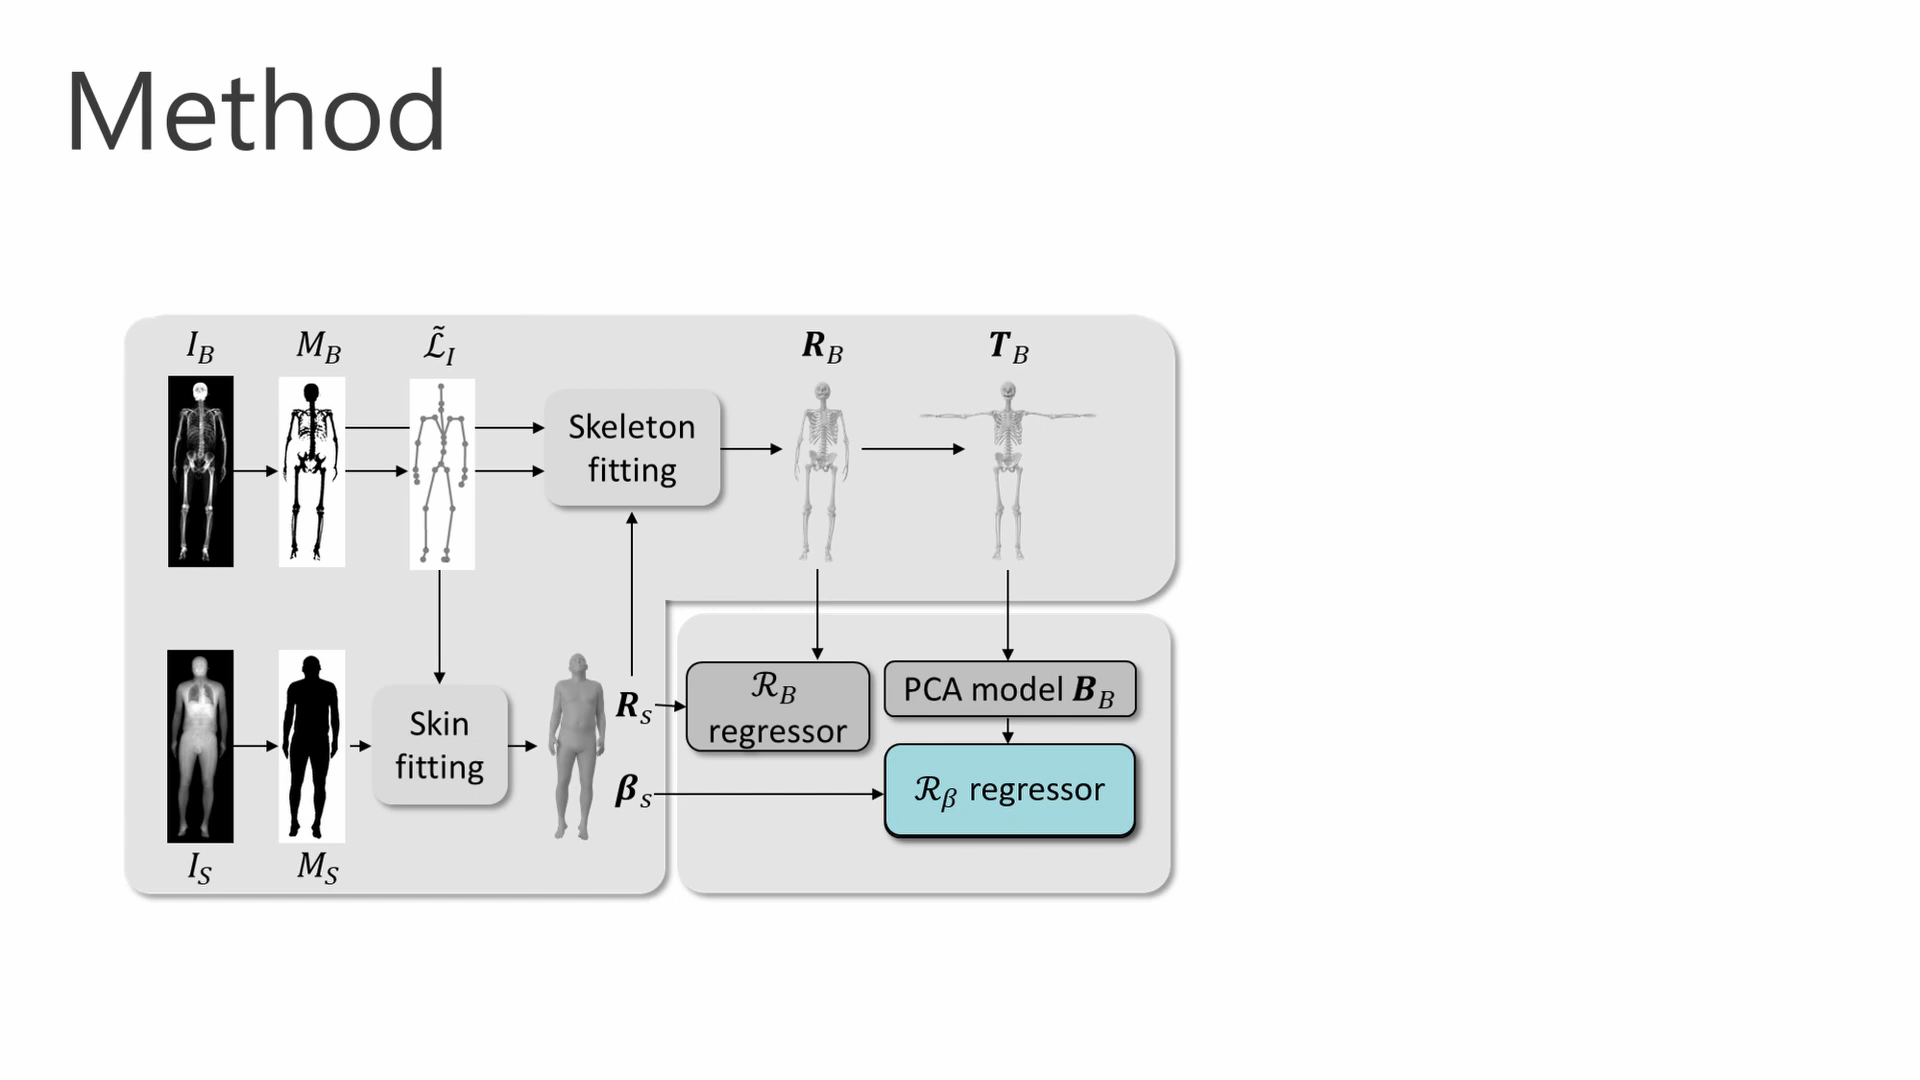 Method
I_B M_B ℒ̃_I R_B T_B
Skeleton
fitting
ℛ_B
regressor
PCA model B_B
Skin
fitting
R_s
β_s
ℛ_β regressor
I_S M_S